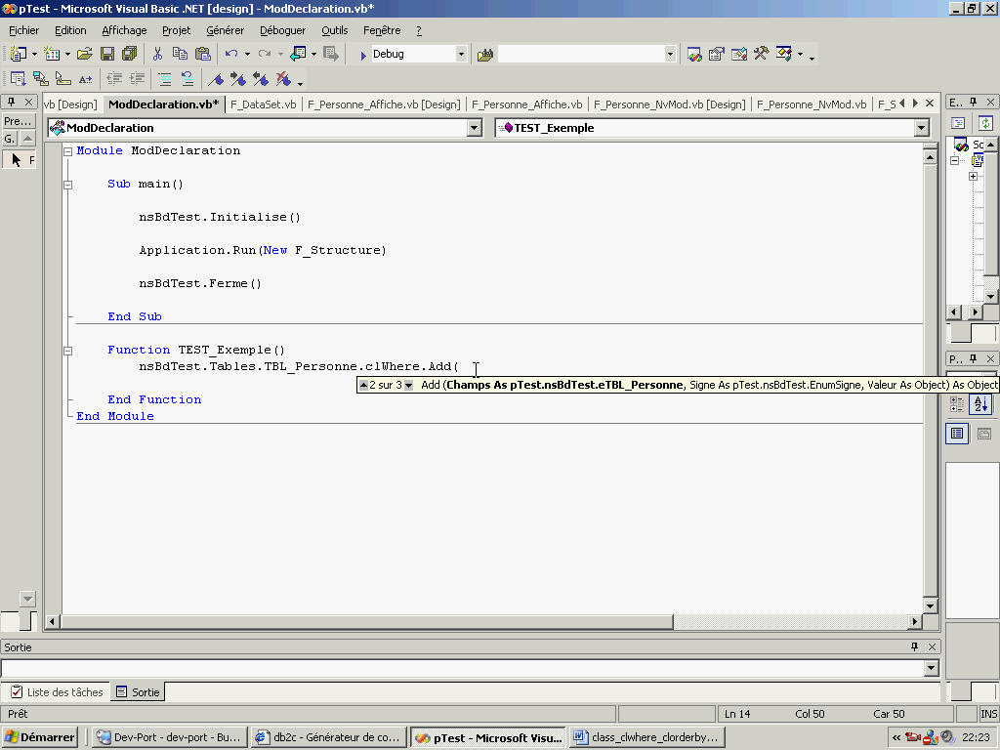 pTest - Microsoft Visual Basic .NET [design] - ModDeclaration.vb*
Fichier Edition Affichage Projet Générer Déboguer Outils Fenêtre ?
Debug
vb [Design] ModDeclaration.vb* F_DataSet.vb F_Personne_Affiche.vb [Design] F_Personne_Affiche.vb F_Personne_NvMod.vb [Design] F_Personne_NvMod.vb F_S
E..
Pre...
ModDeclaration TEST_Exemple
G.
F
Module ModDeclaration
Sub main()
nsBdTest.Initialise()
Application.Run(New F_Structure)
nsBdTest.Ferme()
End Sub
Function TEST_Exemple()
nsBdTest.Tables.TBL_Personne.clWhere.Add(
2 sur 3 Add (Champs As pTest.nsBdTest.eTBL_Personne, Signe As pTest.nsBdTest.EnumSigne, Valeur As Object) As Object
End Function
End Module
Sc
P..
Sortie
Liste des tâches Sortie
Prêt Ln 14 Col 50 Car 50 INS
Démarrer Dev-Port - dev-port - Bu... db2c - Générateur de co... pTest - Microsoft Visu... class_clwhere_clorderby... « 22:23